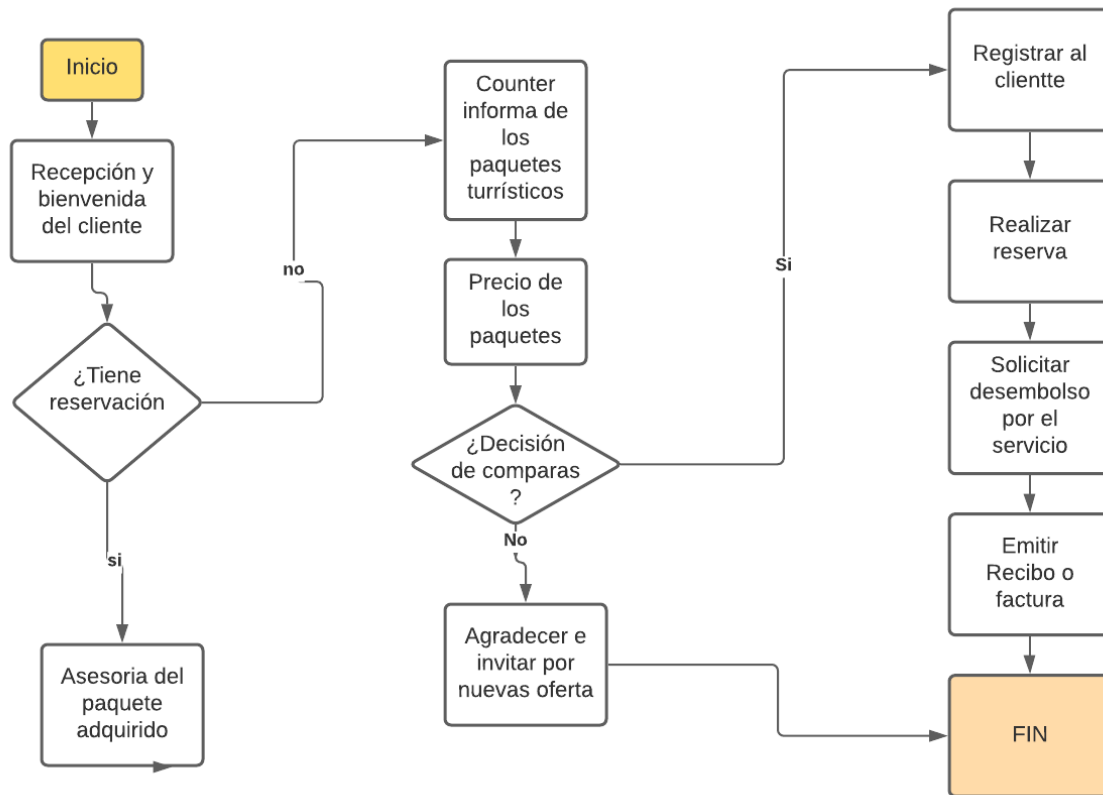 Inicio
Recepción y
bienvenida
del cliente
¿Tiene
reservación
no
si
Asesoria del
paquete
adquirido
Counter
informa de
los
paquetes
turrísticos
Precio de
los
paquetes
¿Decisión
de comparas
?
No
Si
Agradecer e
invitar por
nuevas oferta
Registrar al
clientte
Realizar
reserva
Solicitar
desembolso
por el
servicio
Emitir
Recibo o
factura
FIN